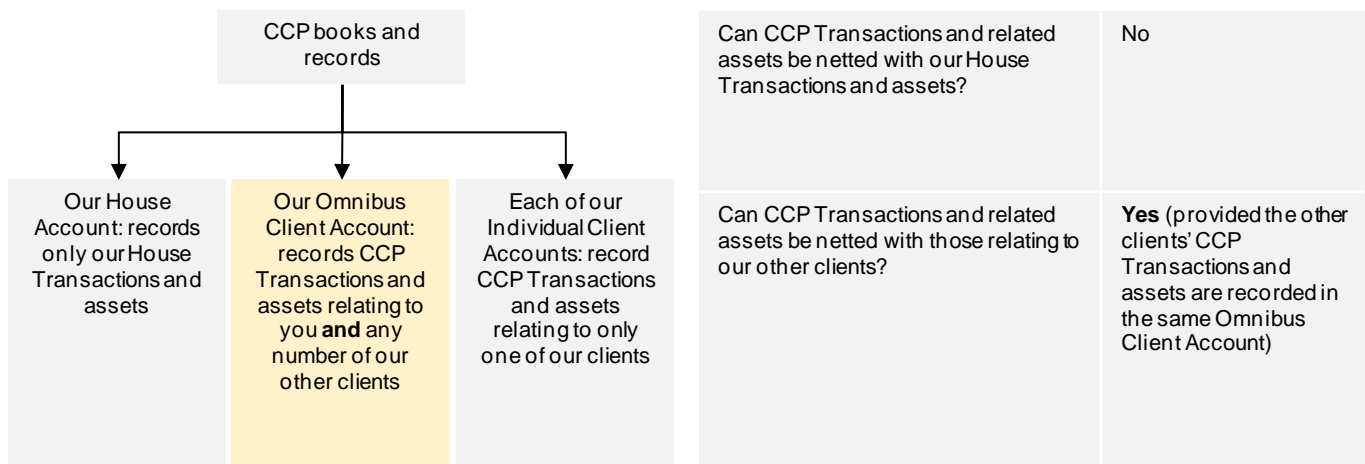 CCP books and
records
Our House
Account: records
only our House
Transactions and
assets
Our Omnibus
Client Account:
records CCP
Transactions and
assets relating to
you and any
number of our
other clients
Each of our
Individual Client
Accounts: record
CCP Transactions
and assets
relating to only
one of our clients
Can CCP Transactions and related
assets be netted with our House
Transactions and assets?
No
Can CCP Transactions and related
assets be netted with those relating to
our other clients?
Yes (provided the other
clients' CCP
Transactions and
assets are recorded in
the same Omnibus
Client Account)